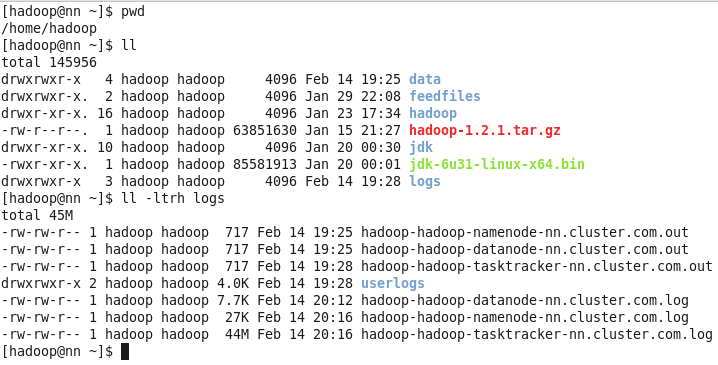 [hadoop@nn ~]$ pwd
/home/hadoop
[hadoop@nn ~]$ ll
total 145956
drwxrwxr-x   4 hadoop hadoop     4096 Feb 14 19:25 data
drwxrwxr-x.  2 hadoop hadoop     4096 Jan 29 22:08 feedfiles
drwxr-xr-x. 16 hadoop hadoop     4096 Jan 23 17:34 hadoop
-rw-r--r--.  1 hadoop hadoop 63851630 Jan 15 21:27 hadoop-1.2.1.tar.gz
drwxr-xr-x. 10 hadoop hadoop     4096 Jan 20 00:30 jdk
-rwxr-xr-x.  1 hadoop hadoop 85581913 Jan 20 00:01 jdk-6u31-linux-x64.bin
drwxrwxr-x   3 hadoop hadoop     4096 Feb 14 19:28 logs
[hadoop@nn ~]$ ll -ltrh logs
total 45M
-rw-rw-r-- 1 hadoop hadoop  717 Feb 14 19:25 hadoop-hadoop-namenode-nn.cluster.com.out
-rw-rw-r-- 1 hadoop hadoop  717 Feb 14 19:25 hadoop-hadoop-datanode-nn.cluster.com.out
-rw-rw-r-- 1 hadoop hadoop  717 Feb 14 19:28 hadoop-hadoop-tasktracker-nn.cluster.com.out
drwxrwxr-x 2 hadoop hadoop 4.0K Feb 14 19:28 userlogs
-rw-rw-r-- 1 hadoop hadoop 7.7K Feb 14 20:12 hadoop-hadoop-datanode-nn.cluster.com.log
-rw-rw-r-- 1 hadoop hadoop  27K Feb 14 20:16 hadoop-hadoop-namenode-nn.cluster.com.log
-rw-rw-r-- 1 hadoop hadoop  44M Feb 14 20:16 hadoop-hadoop-tasktracker-nn.cluster.com.log
[hadoop@nn ~]$